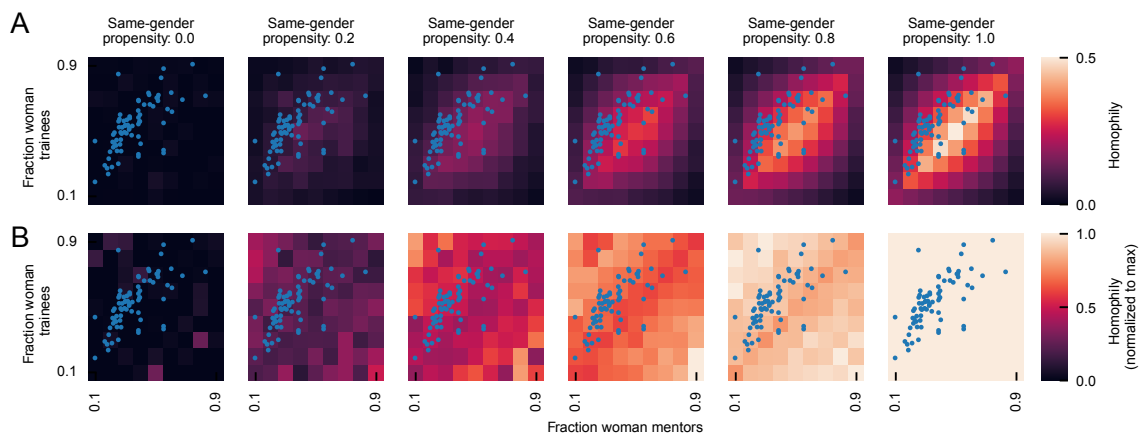 A
Same-gender
propensity: 0.0
Same-gender
propensity: 0.2
Same-gender
propensity: 0.4
Same-gender
propensity: 0.6
Same-gender
propensity: 0.8
Same-gender
propensity: 1.0
0.9
Fraction woman
trainees
0.1
0.5
Homophily
0.0
B
0.9
Fraction woman
trainees
0.1
1.0
Homophily
(normalized to max)
0.0
0.1
0.9
0.1
0.9
0.1
0.9
0.1
0.9
0.1
0.9
0.1
0.9
Fraction woman mentors